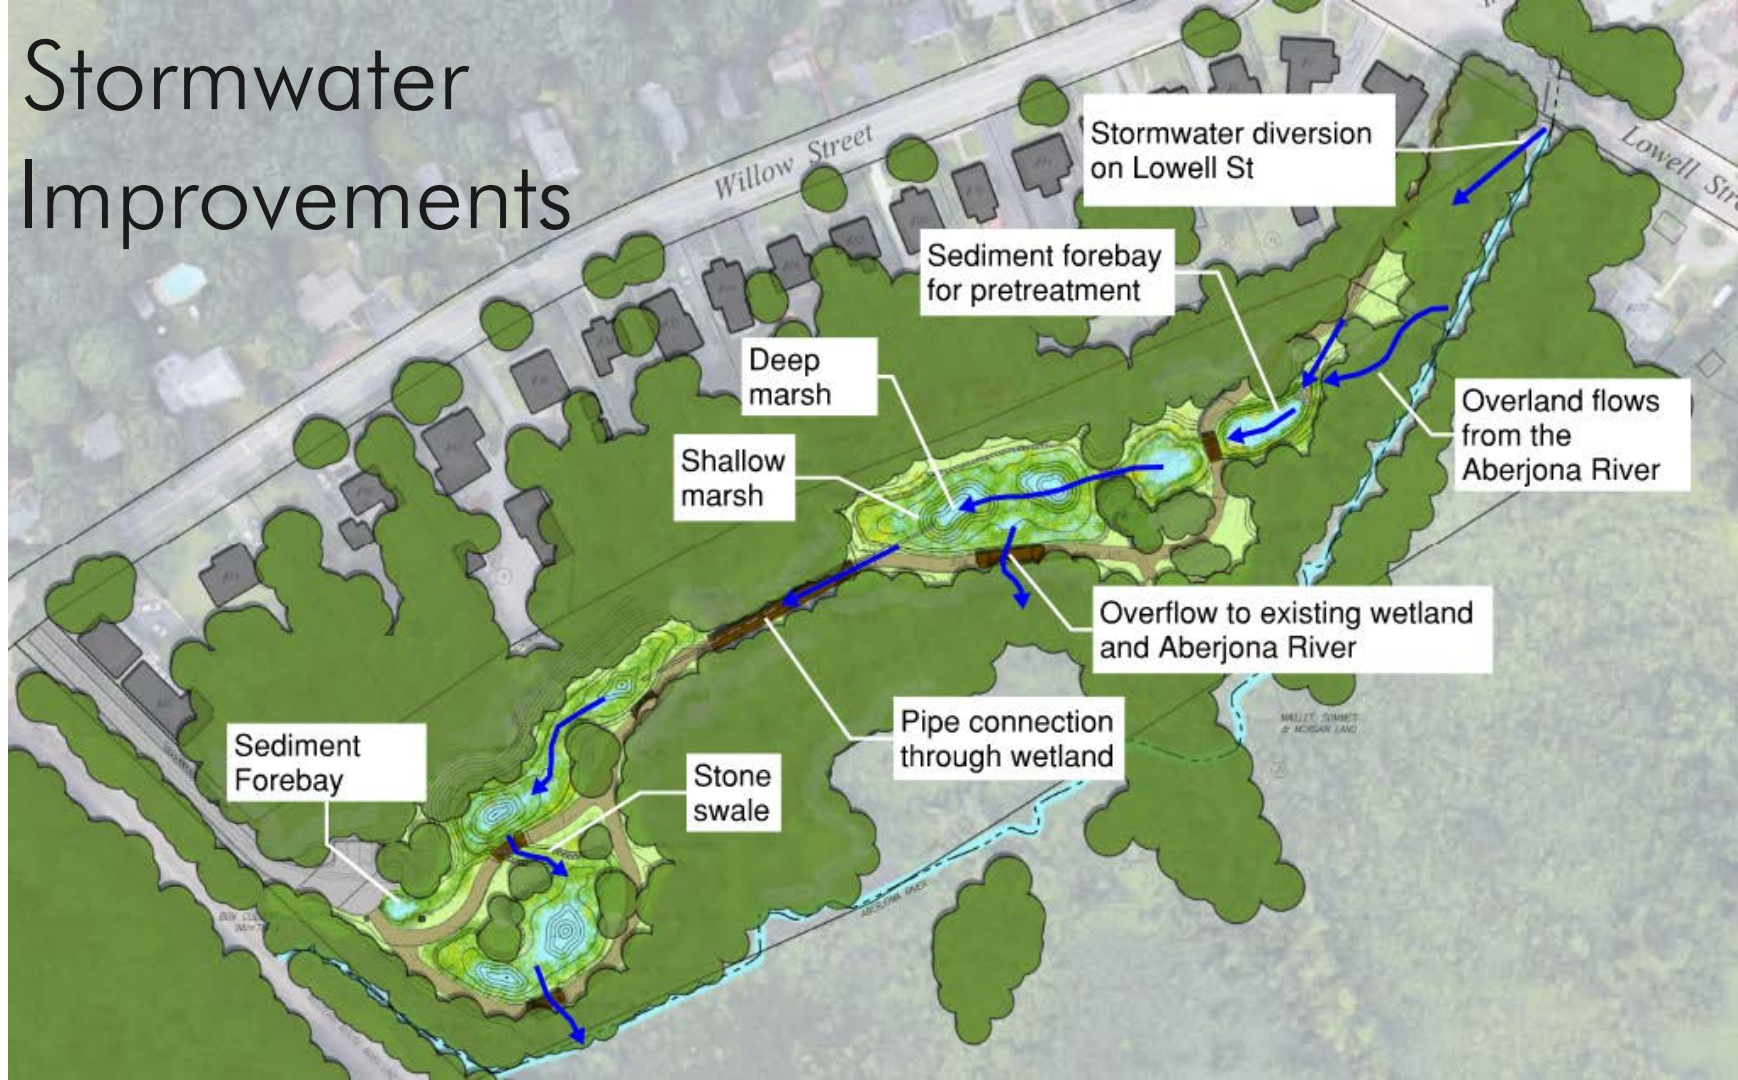 Stormwater
Improvements
Willow Street
Lowell
Stormwater diversion
on Lowell St
Sediment forebay
for pretreatment
Deep
marsh
Overland flows
from the
Aberjona River
Shallow
marsh
Overflow to existing wetland
and Aberjona River
Pipe connection
through wetland
Sediment
Forebay
Stone
swale
ABERJONA RIVER